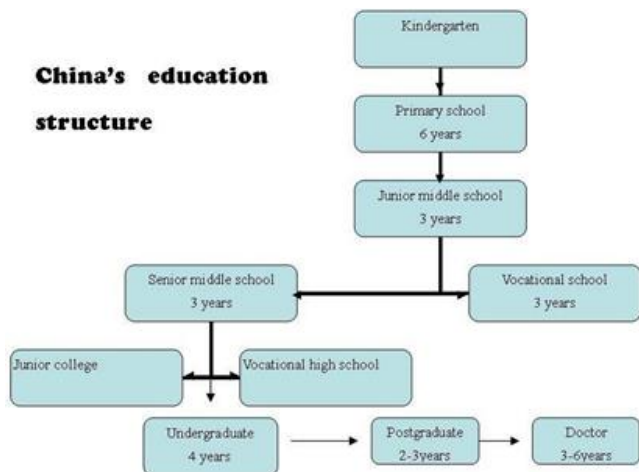 Kindergarten
China's education
structure
Primary school
6 years
Junior middle school
3 years
Senior middle school
3 years
Vocational school
3 years
Junior college
Vocational high school
Undergraduate
4 years
Postgraduate
2-3years
Doctor
3-6years